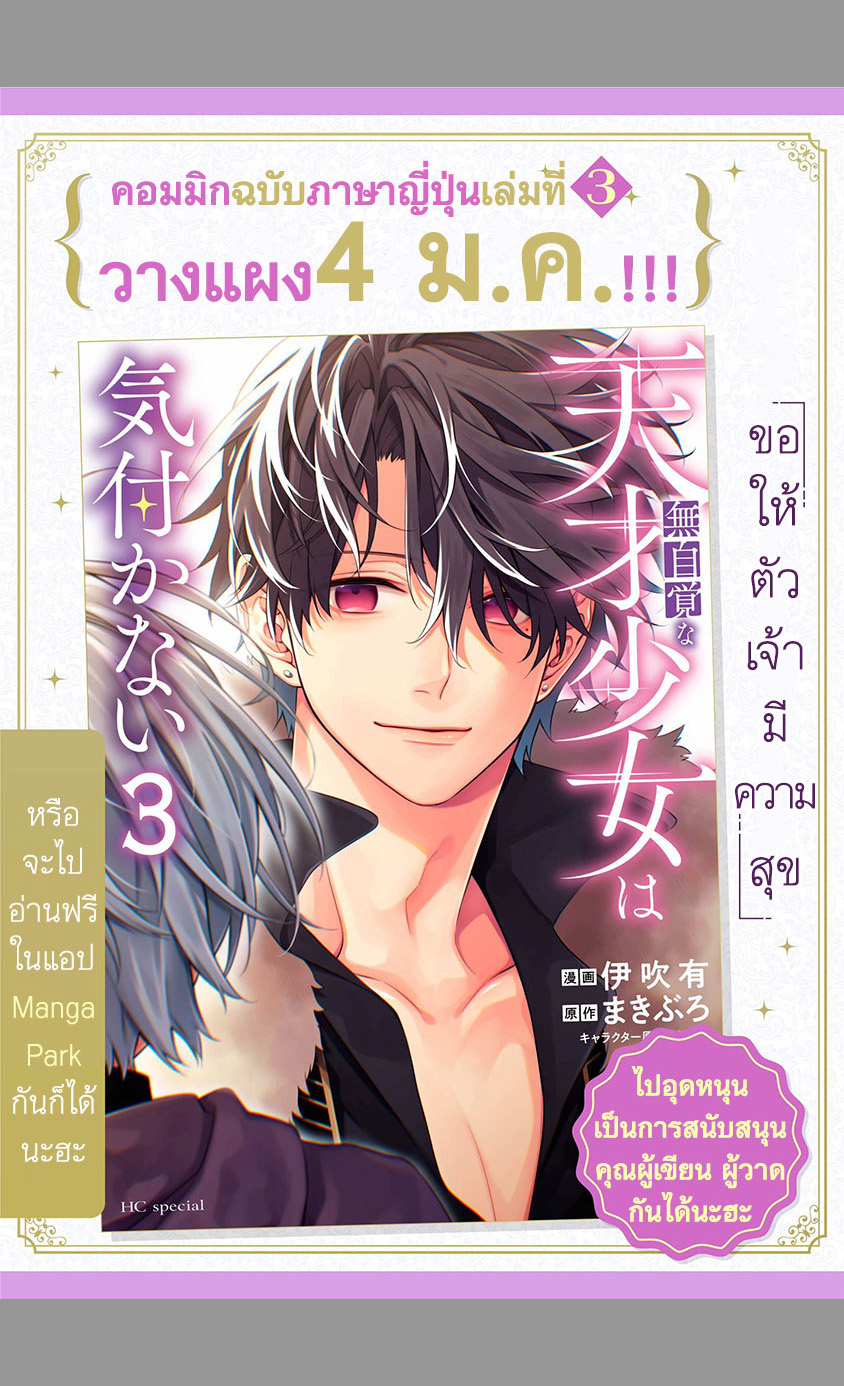 คอมมิกฉบับภาษาญี่ปุ่นเล่มที่ 3
วางแผง 4 ม.ค.!!!
天才少女は
無自覚な
気付かない
3
ขอ
ให้
ตัว
เจ้า
มี
ความ
สุข
หรือ
จะไป
อ่านฟรี
ในแอป
Manga
Park
กันก็ได้
นะฮะ
漫画 伊吹有
原作 まきぶろ
キャラクター
ไปอุดหนุน
เป็นการสนับสนุน
คุณผู้เขียน ผู้วาด
กันได้นะฮะ
HC special